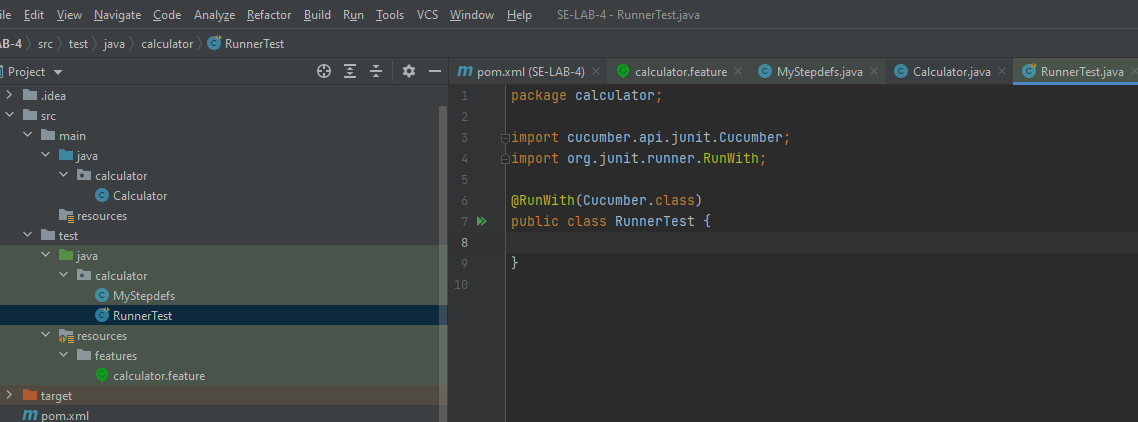 ile Edit View Navigate Code Analyze Refactor Build Run Tools VCS Window Help SE-LAB-4 - RunnerTest.java
AB-4 src test java calculator RunnerTest
Project
pom.xml (SE-LAB-4) calculator.feature MyStepdefs.java Calculator.java RunnerTest.java
.idea
src
main
java
calculator
Calculator
resources
test
java
calculator
MyStepdefs
RunnerTest
resources
features
calculator.feature
target
pom.xml
1 package calculator;
2
3 import cucumber.api.junit.Cucumber;
4 import org.junit.runner.RunWith;
5
6 @RunWith(Cucumber.class)
7 public class RunnerTest {
8
9 }
10